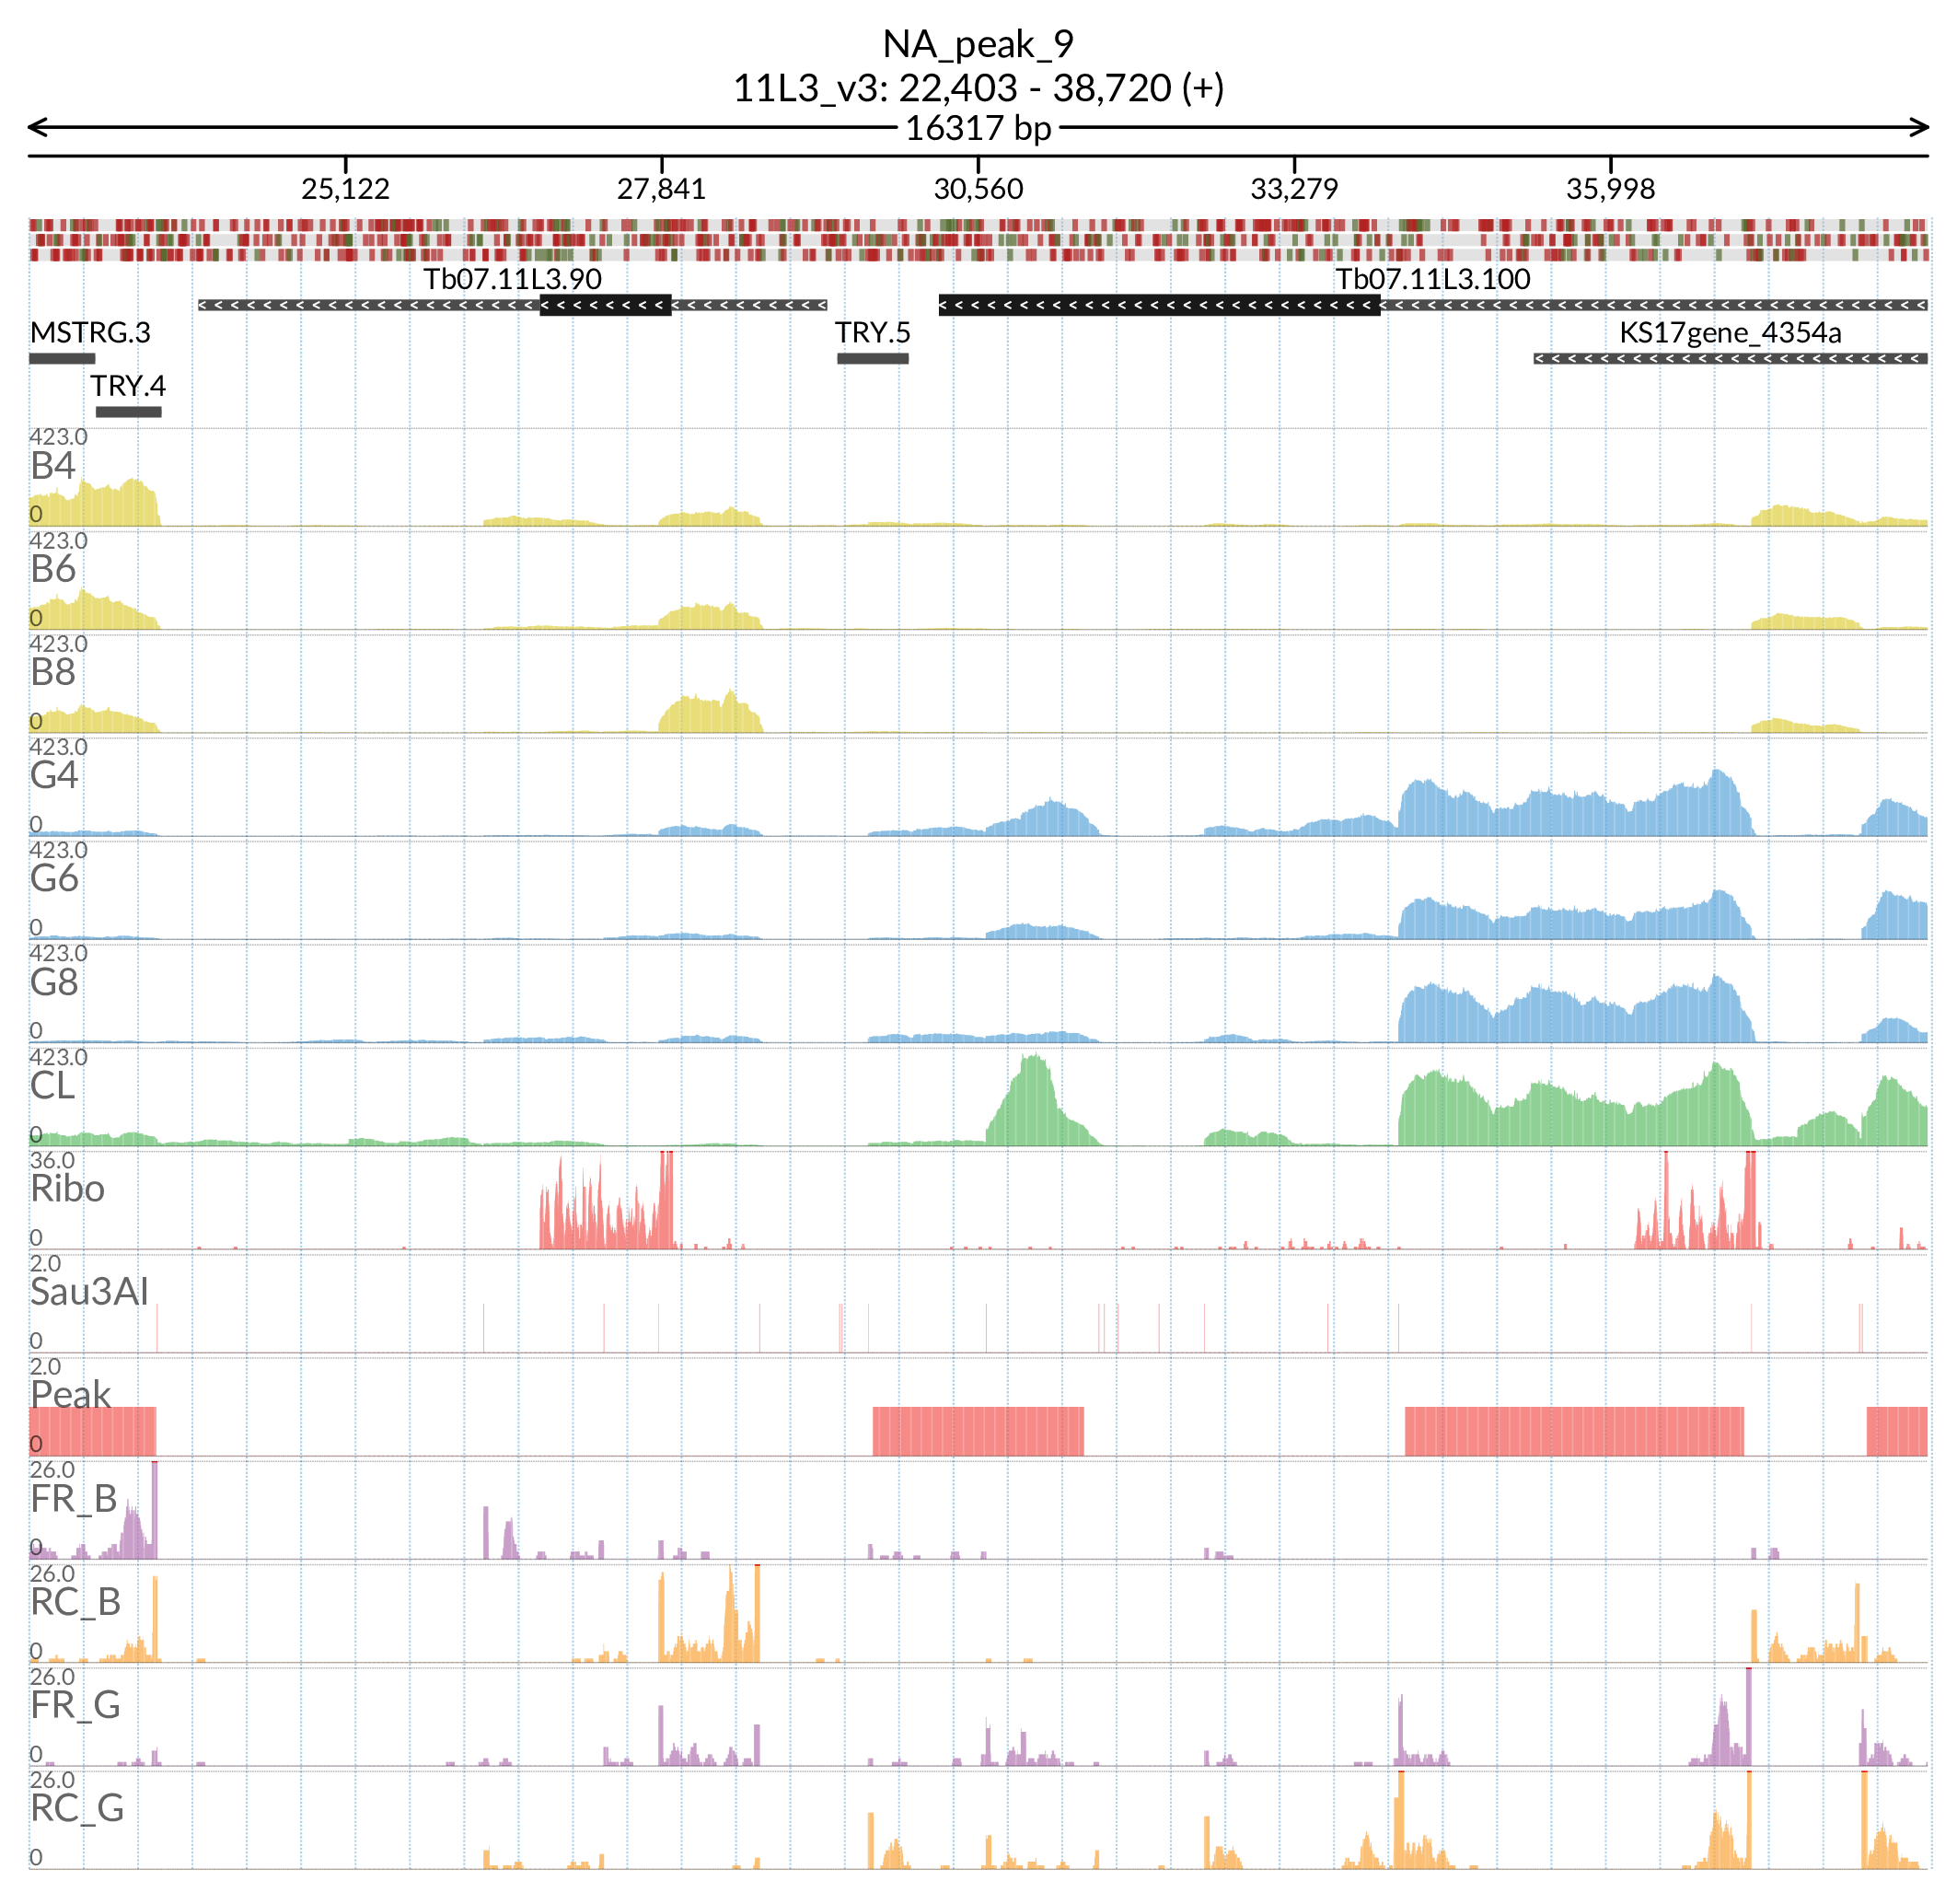 NA_peak_9
11L3_v3: 22,403 - 38,720 (+)
16317 bp
25,122 27,841 30,560 33,279 35,998
Tb07.11L3.90 Tb07.11L3.100
MSTRG.3 TRY.5 KS17gene_4354a
TRY.4
423.0
B4
0
423.0
B6
0
423.0
B8
0
423.0
G4
0
423.0
G6
0
423.0
G8
0
423.0
CL
0
36.0
Ribo
0
2.0
Sau3AI
0
2.0
Peak
0
26.0
FR_B
0
26.0
RC_B
0
26.0
FR_G
0
26.0
RC_G
0